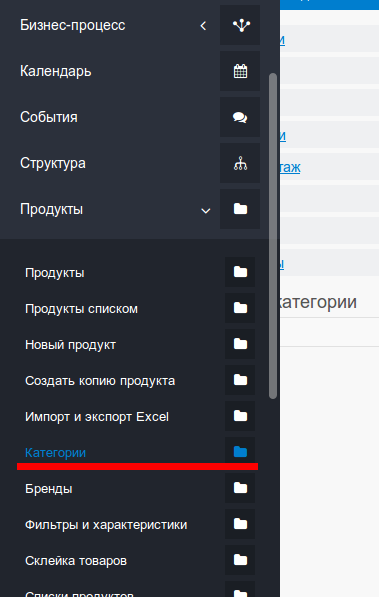 Бизнес-процесс
и
Календарь
События
Структура
и
таж
Продукты
Продукты
ы
Продукты списком
категории
Новый продукт
Создать копию продукта
Импорт и экспорт Excel
Категории
Бренды
Фильтры и характеристики
Склейка товаров
Списки продуктов